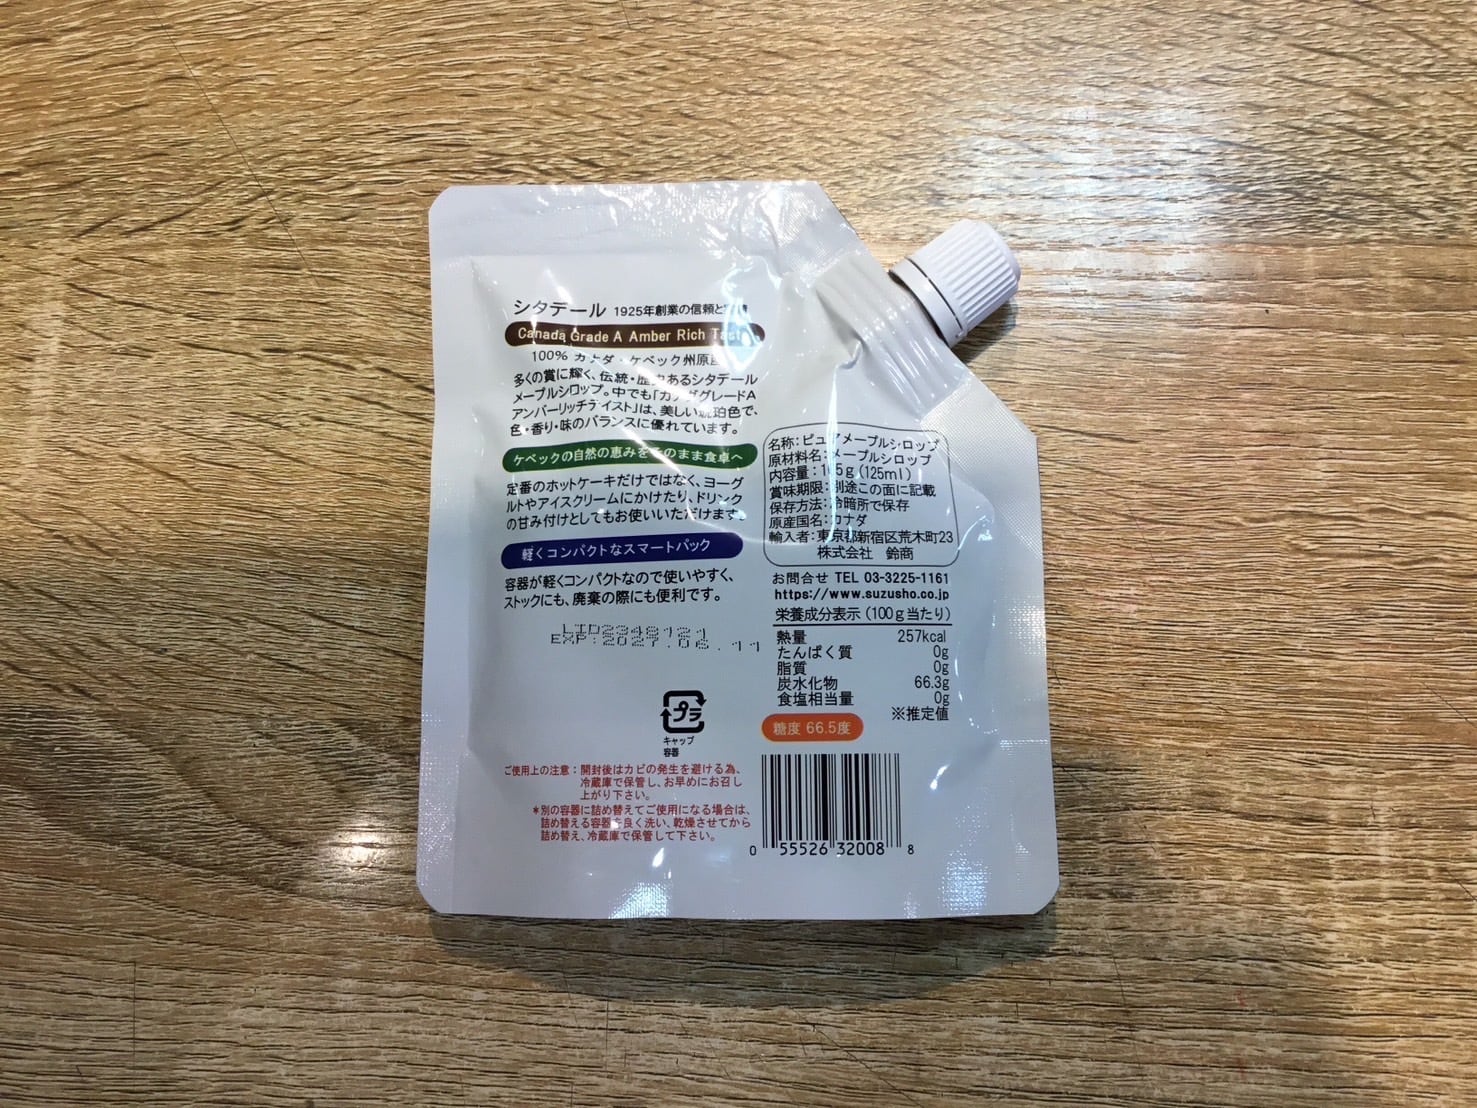 シタデール 1925年創業の信頼と
Canada Grade A Amber Rich Taste
100% カナダ・ケベック州原産
多くの賞に輝く、伝統・歴史あるシタデール
メープルシロップ。中でも「カナダグレードA
アンバーリッチテイスト」は、美しい琥珀色で、
色・香り・味のバランスに優れています。
ケベックの自然の恵みをそのまま食卓へ
定番のホットケーキだけではなく、ヨーグ
ルトやアイスクリームにかけたり、ドリンク
の甘み付けとしてもお使いいただけます。
軽くコンパクトなスマートパック
容器が軽くコンパクトなので使いやすく、
ストックにも、廃棄の際にも便利です。
EXP:2027.06.11
プラ
キャップ
容器
ご使用上の注意：開封後はカビの発生を避ける為、
冷蔵庫で保管し、お早めにお召し
上がり下さい。
＊別の容器に詰め替えてご使用になる場合は、
詰め替える容器を良く洗い、乾燥させてから
詰め替え、冷蔵庫で保管して下さい。
名称：ピュアメープルシロップ
原材料名：メープルシロップ
内容量：165g(125ml)
賞味期限：別途この面に記載
保存方法：冷暗所で保存
原産国名：カナダ
輸入者：東京都新宿区荒木町23
株式会社 鈴商
お問合せ TEL 03-3225-1161
https://www.suzusho.co.jp
栄養成分表示(100g当たり)
熱量 257kcal
たんぱく質 0g
脂質 0g
炭水化物 66.3g
食塩相当量 0g
※推定値
糖度 66.5度
0 55526 32008 8